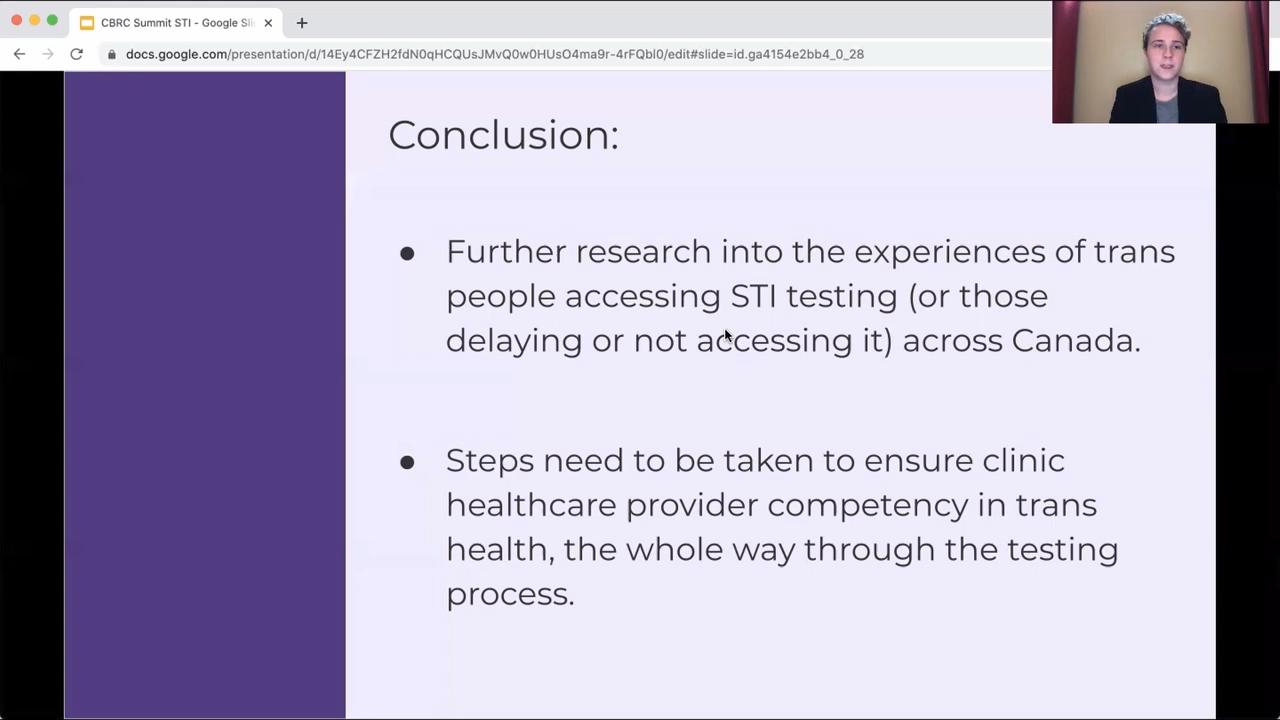 CBRC Summit STI - Google Sli
docs.google.com/presentation/d/14Ey4CFZH2fdN0qHCQUsJMvQ0w0HUsO4ma9r-4rFQbl0/edit#slide=id.ga4154e2bb4_0_28
Conclusion:
● Further research into the experiences of trans
people accessing STI testing (or those
delaying or not accessing it) across Canada.
● Steps need to be taken to ensure clinic
healthcare provider competency in trans
health, the whole way through the testing
process.